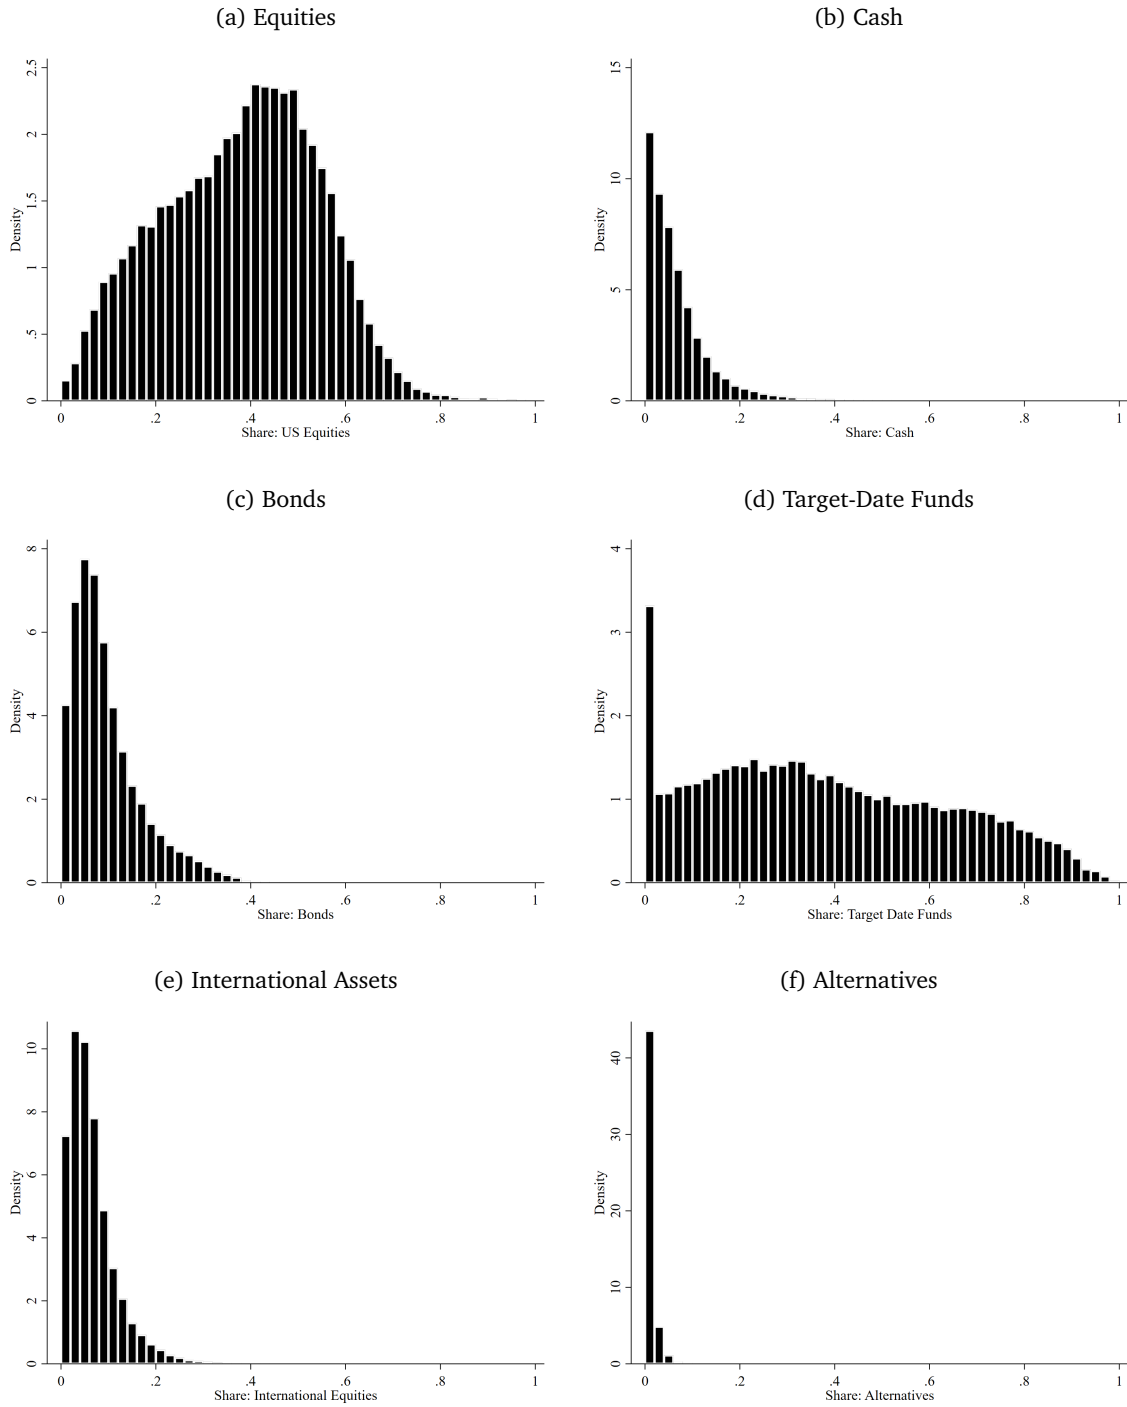 (a) Equities
Density
2.5
2
1.5
1
.5
0
0 .2 .4 .6 .8 1
Share: US Equities
(b) Cash
Density
15
10
5
0
0 .2 .4 .6 .8 1
Share: Cash
(c) Bonds
Density
8
6
4
2
0
0 .2 .4 .6 .8 1
Share: Bonds
(d) Target-Date Funds
Density
4
3
2
1
0
0 .2 .4 .6 .8 1
Share: Target Date Funds
(e) International Assets
Density
10
8
6
4
2
0
0 .2 .4 .6 .8 1
Share: International Equities
(f) Alternatives
Density
40
30
20
10
0
0 .2 .4 .6 .8 1
Share: Alternatives